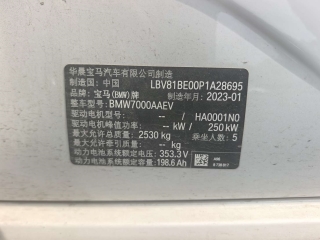 华晨宝马汽车有限公司制造
制造国: 中国 LBV81BE00P1A28695
品牌: 宝马(BMW)牌 制造年月: 2023-01
整车型号: BMW7000AAEV
驱动电机型号: — / HA0001N0
驱动电机峰值功率: — kW / 250 kW
最大允许总质量: 2530 kg 乘坐人数: 5
最大允许牵引质量: — kg
动力电池系统额定电压: 353.3 V
动力电池系统额定容量: 198.6 Ah